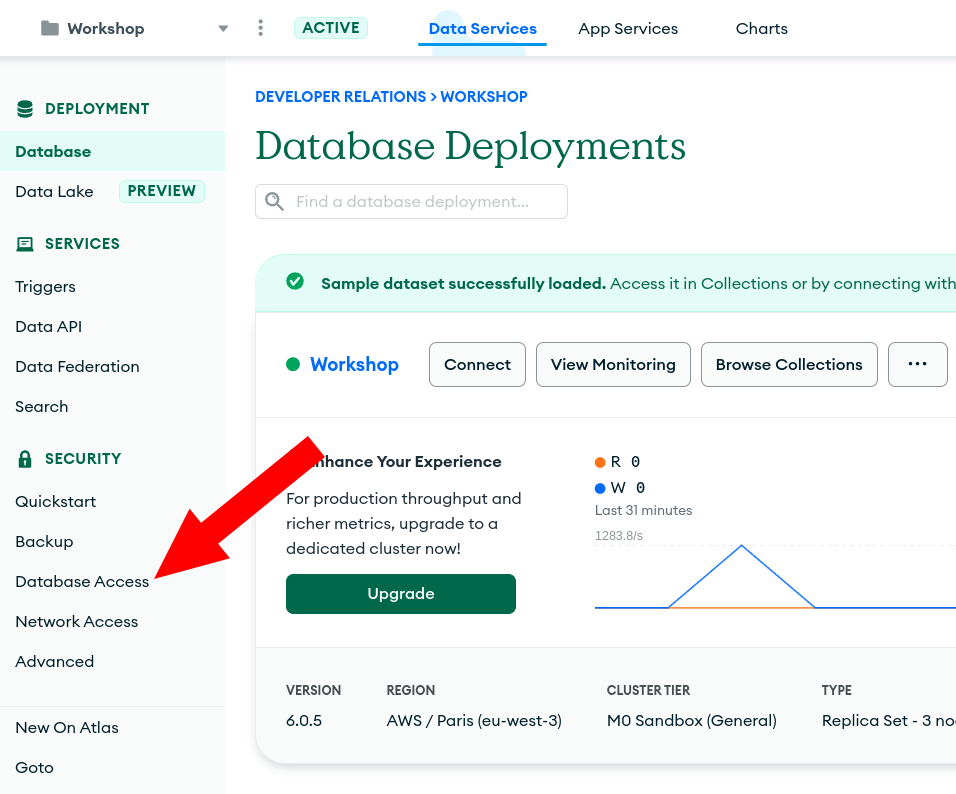 Workshop
ACTIVE
Data Services
App Services
Charts
DEPLOYMENT
Database
Data Lake PREVIEW
SERVICES
Triggers
Data API
Data Federation
Search
SECURITY
Quickstart
Backup
Database Access
Network Access
Advanced
New On Atlas
Goto
DEVELOPER RELATIONS > WORKSHOP
Database Deployments
Find a database deployment...
Sample dataset successfully loaded. Access it in Collections or by connecting with
Workshop
Connect
View Monitoring
Browse Collections
...
nhance Your Experience
For production throughput and
richer metrics, upgrade to a
dedicated cluster now!
Upgrade
R 0
W 0
Last 31 minutes
1283.8/s
VERSION
6.0.5
REGION
AWS / Paris (eu-west-3)
CLUSTER TIER
M0 Sandbox (General)
TYPE
Replica Set - 3 no